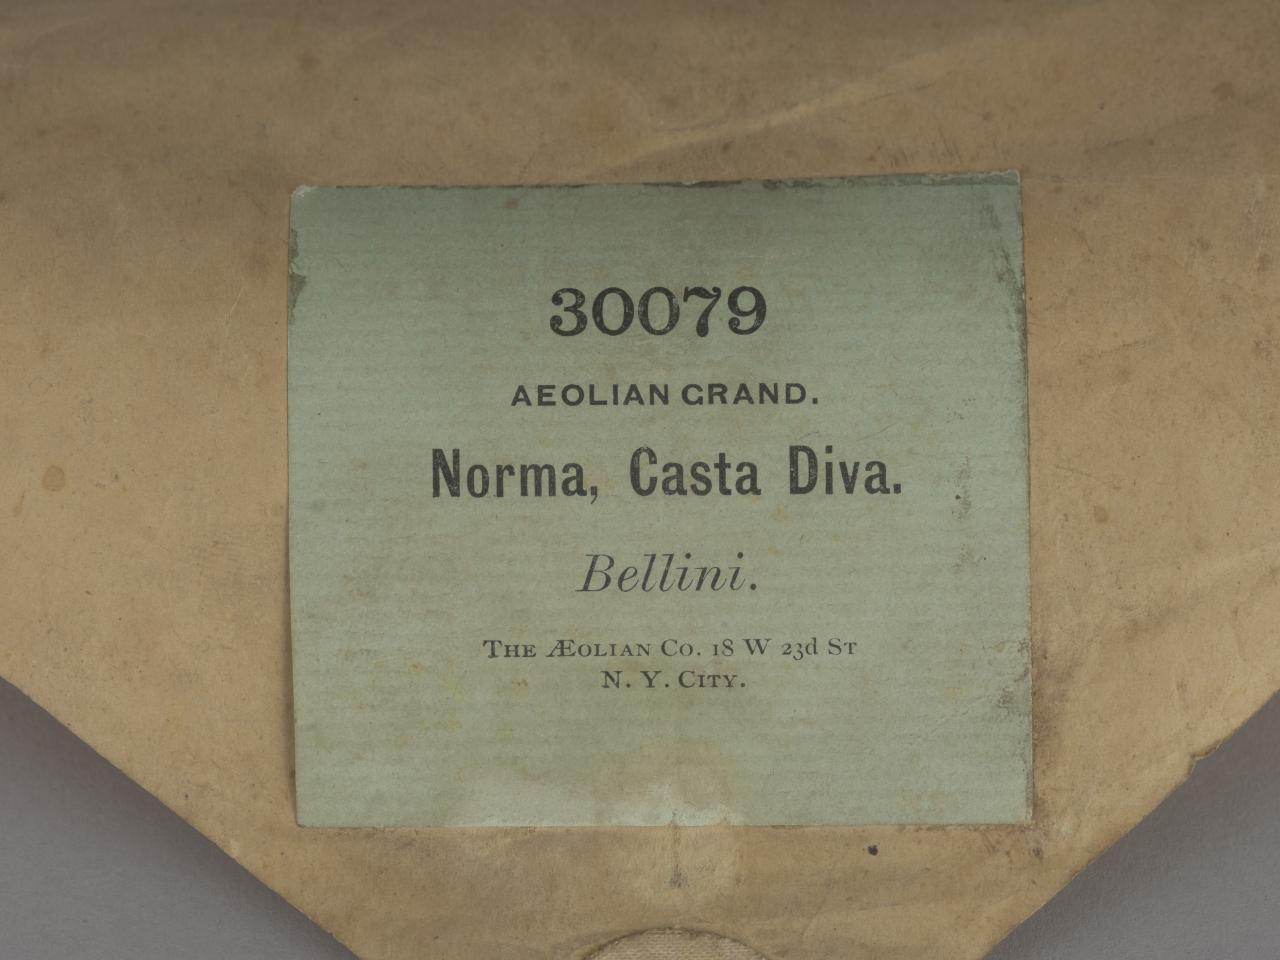 30079
AEOLIAN GRAND.
Norma, Casta Diva.
Bellini.
THE ÆOLIAN CO. 18 W 23d ST
N. Y. CITY.